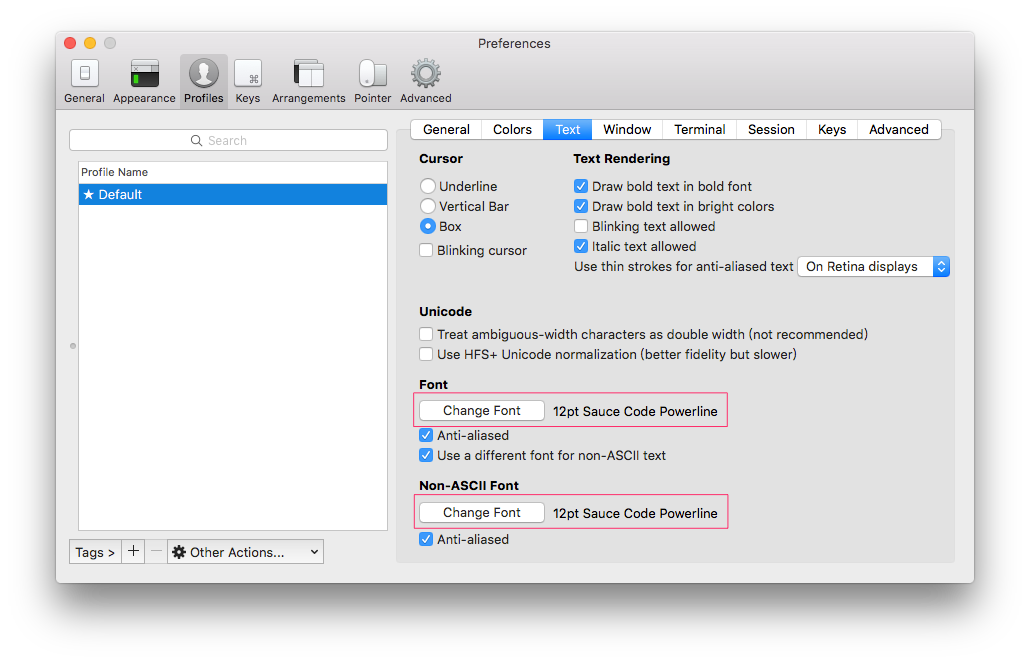 Preferences
General Appearance Profiles Keys Arrangements Pointer Advanced
Search
Profile Name
★ Default
Tags > + − Other Actions...
General Colors Text Window Terminal Session Keys Advanced
Cursor
Underline
Vertical Bar
Box
Blinking cursor
Text Rendering
Draw bold text in bold font
Draw bold text in bright colors
Blinking text allowed
Italic text allowed
Use thin strokes for anti-aliased text On Retina displays
Unicode
Treat ambiguous-width characters as double width (not recommended)
Use HFS+ Unicode normalization (better fidelity but slower)
Font
Change Font 12pt Sauce Code Powerline
Anti-aliased
Use a different font for non-ASCII text
Non-ASCII Font
Change Font 12pt Sauce Code Powerline
Anti-aliased